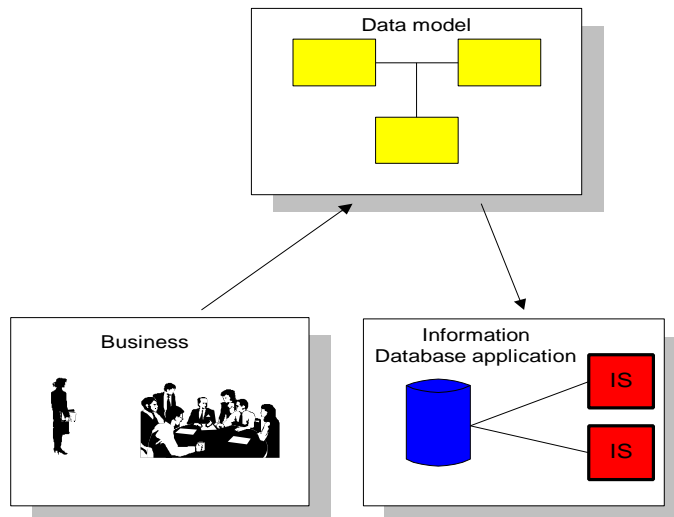 Data model
Business
Information
Database application
IS
IS